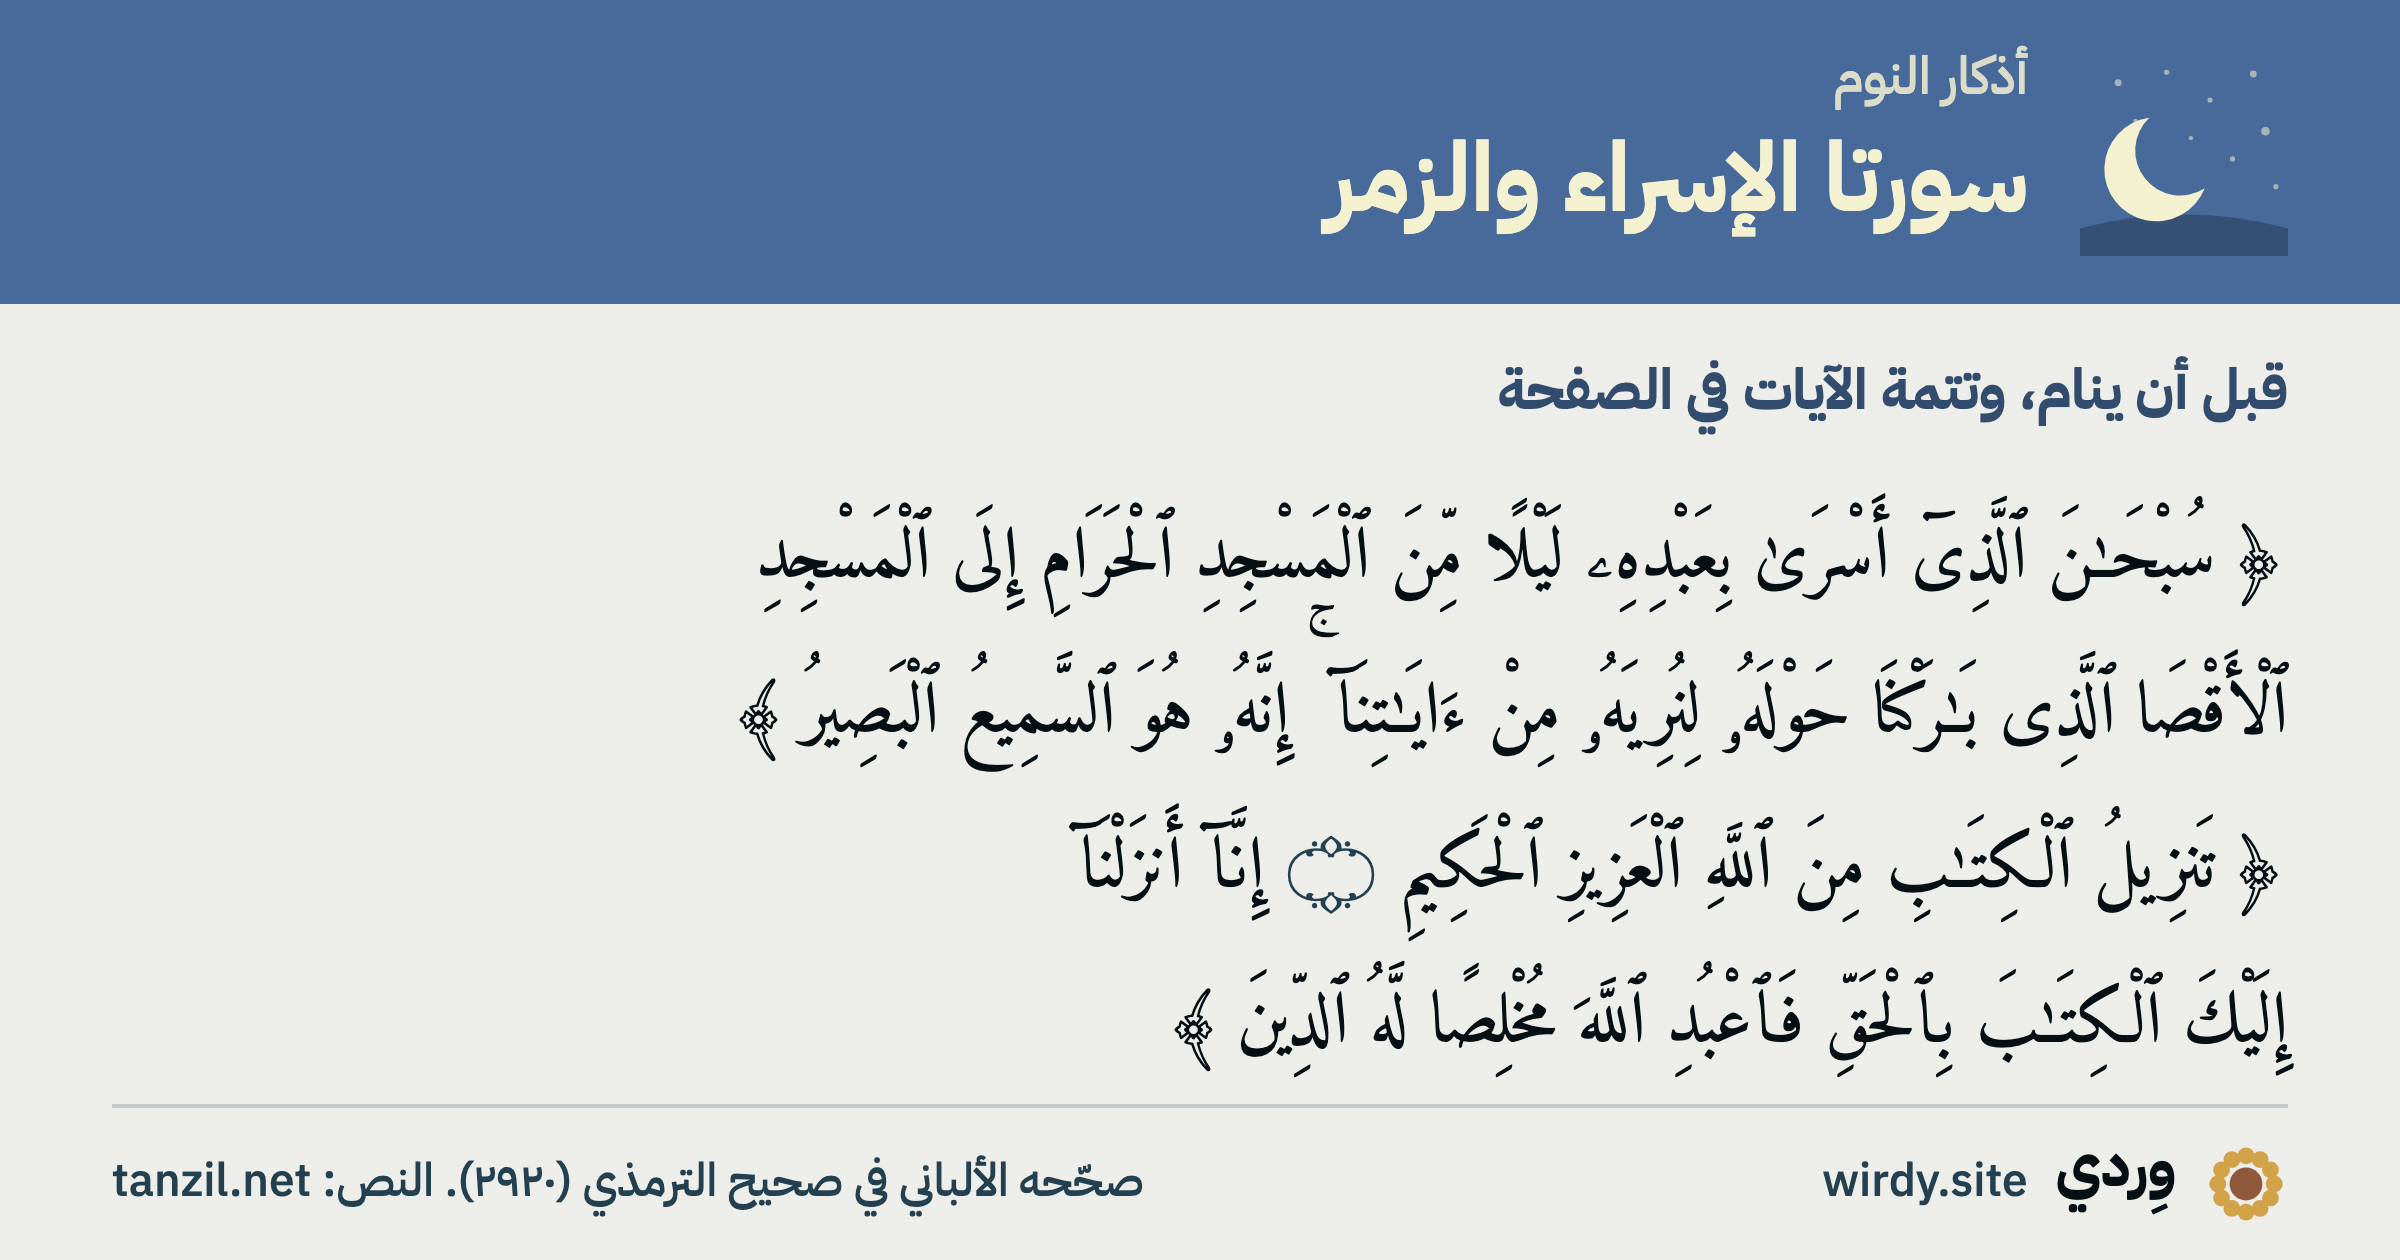 أذكار النوم
سورتا الإسراء والزمر
قبل أن ينام، وتتمة الآيات في الصفحة
﴿ سُبْحَـٰنَ ٱلَّذِىٓ أَسْرَىٰ بِعَبْدِهِۦ لَيْلًا مِّنَ ٱلْمَسْجِدِ ٱلْحَرَامِ إِلَى ٱلْمَسْجِدِ
ٱلْأَقْصَا ٱلَّذِى بَـٰرَكْنَا حَوْلَهُۥ لِنُرِيَهُۥ مِنْ ءَايَـٰتِنَآ ۚ إِنَّهُۥ هُوَ ٱلسَّمِيعُ ٱلْبَصِيرُ ﴾
﴿ تَنزِيلُ ٱلْكِتَـٰبِ مِنَ ٱللَّهِ ٱلْعَزِيزِ ٱلْحَكِيمِ ۝ إِنَّآ أَنزَلْنَآ
إِلَيْكَ ٱلْكِتَـٰبَ بِٱلْحَقِّ فَٱعْبُدِ ٱللَّهَ مُخْلِصًا لَّهُ ٱلدِّينَ ﴾
وِردي wirdy.site
صحّحه الألباني في صحيح الترمذي (٢٩٢٠). النص: tanzil.net